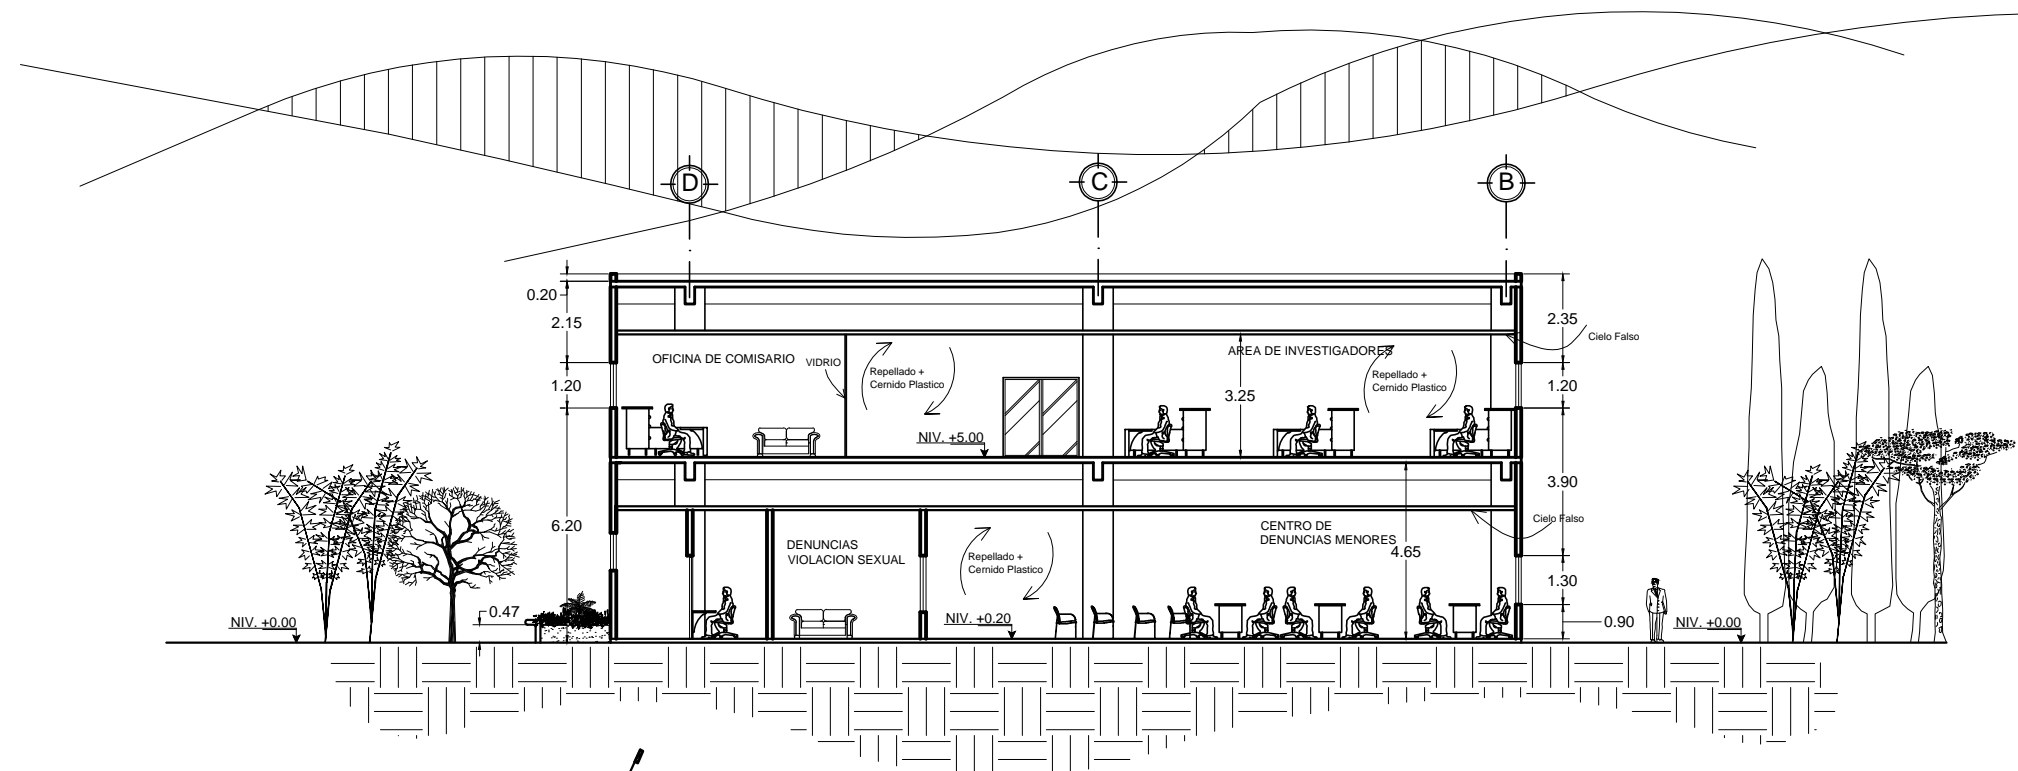 D
C
B
0.20
2.15
2.35
Cielo Falso
OFICINA DE COMISARIO
VIDRIO
AREA DE INVESTIGADORES
Repellado +
Cernido Plastico
Repellado +
Cernido Plastico
1.20
3.25
1.20
NIV. +5.00
3.90
6.20
Cielo Falso
DENUNCIAS
VIOLACION SEXUAL
CENTRO DE
DENUNCIAS MENORES
4.65
Repellado +
Cernido Plastico
1.30
0.47
NIV. +0.00
NIV. +0.20
0.90
NIV. +0.00